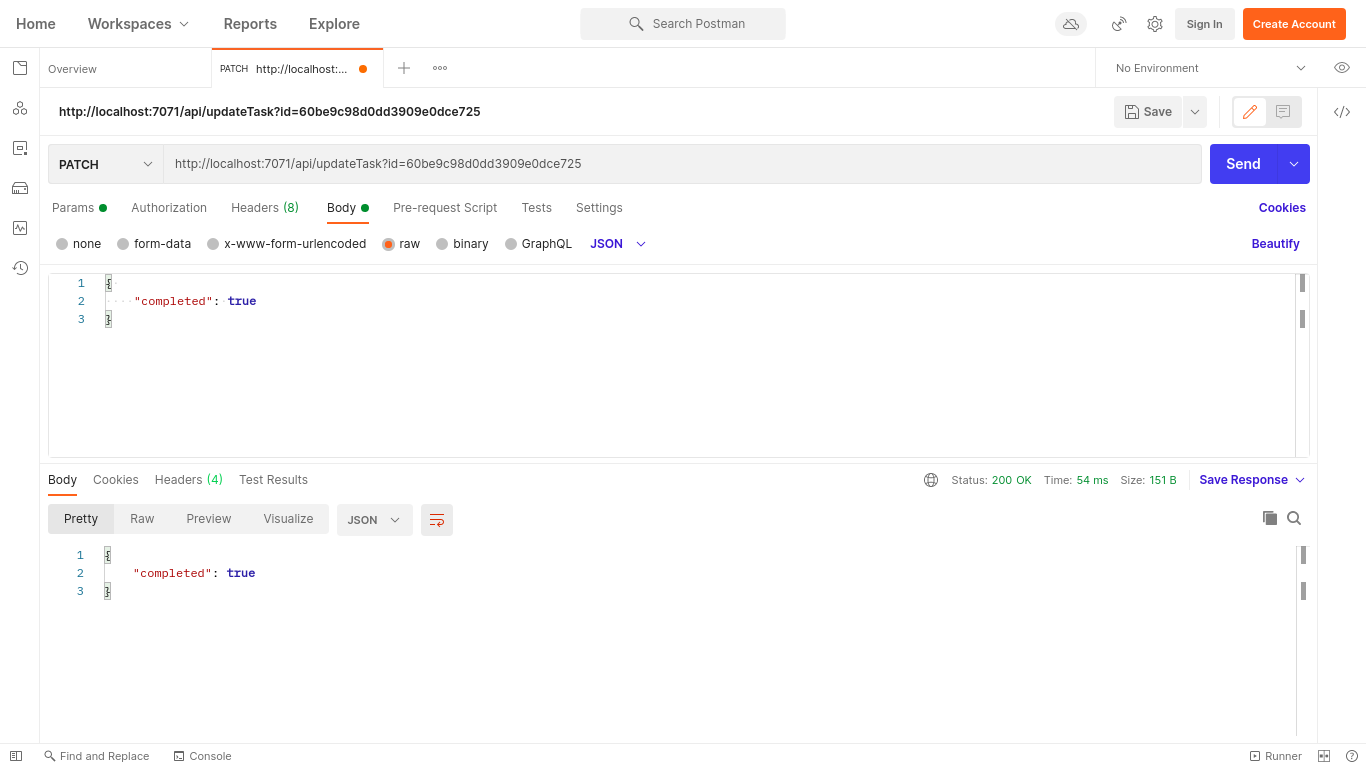 Home Workspaces Reports Explore Search Postman Sign In Create Account
Overview PATCH http://localhost:... No Environment
http://localhost:7071/api/updateTask?id=60be9c98d0dd3909e0dce725 Save
PATCH http://localhost:7071/api/updateTask?id=60be9c98d0dd3909e0dce725 Send
Params Authorization Headers (8) Body Pre-request Script Tests Settings Cookies
none form-data x-www-form-urlencoded raw binary GraphQL JSON Beautify
1 {
2 "completed": true
3 }
Body Cookies Headers (4) Test Results Status: 200 OK Time: 54 ms Size: 151 B Save Response
Pretty Raw Preview Visualize JSON
1 {
2 "completed": true
3 }
Find and Replace Console Runner